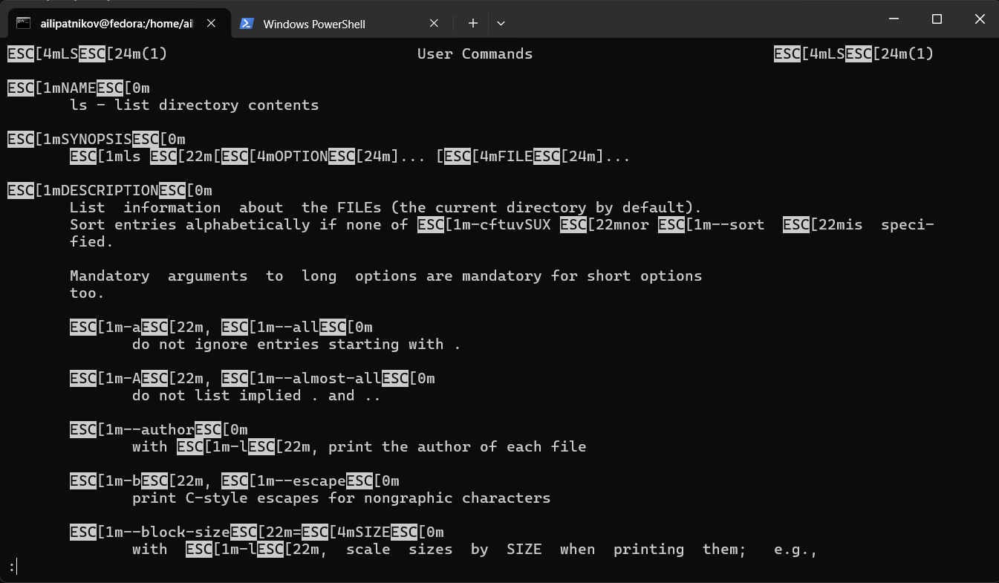 ailipatnikov@fedora:/home/ai
Windows PowerShell
ESC[4mLSESC[24m(1) User Commands ESC[4mLSESC[24m(1)
ESC[1mNAMEESC[0m
ls - list directory contents
ESC[1mSYNOPSISESC[0m
ESC[1mls ESC[22m[ESC[4mOPTIONESC[24m]... [ESC[4mFILEESC[24m]...
ESC[1mDESCRIPTIONESC[0m
List information about the FILEs (the current directory by default).
Sort entries alphabetically if none of ESC[1m-cftuvSUX ESC[22mnor ESC[1m--sort ESC[22mis speci-
fied.
Mandatory arguments to long options are mandatory for short options
too.
ESC[1m-aESC[22m, ESC[1m--allESC[0m
do not ignore entries starting with .
ESC[1m-AESC[22m, ESC[1m--almost-allESC[0m
do not list implied . and ..
ESC[1m--authorESC[0m
with ESC[1m-lESC[22m, print the author of each file
ESC[1m-bESC[22m, ESC[1m--escapeESC[0m
print C-style escapes for nongraphic characters
ESC[1m--block-sizeESC[22m=ESC[4mSIZEESC[0m
with ESC[1m-lESC[22m, scale sizes by SIZE when printing them; e.g.,
: